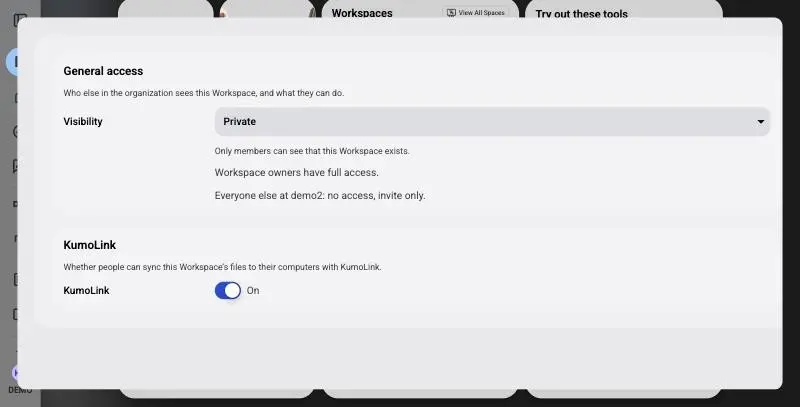 Workspaces
View All Spaces
Try out these tools
General access
Who else in the organization sees this Workspace, and what they can do.
Visibility
Private
Only members can see that this Workspace exists.
Workspace owners have full access.
Everyone else at demo2: no access, invite only.
KumoLink
Whether people can sync this Workspace's files to their computers with KumoLink.
KumoLink
On
DEMO